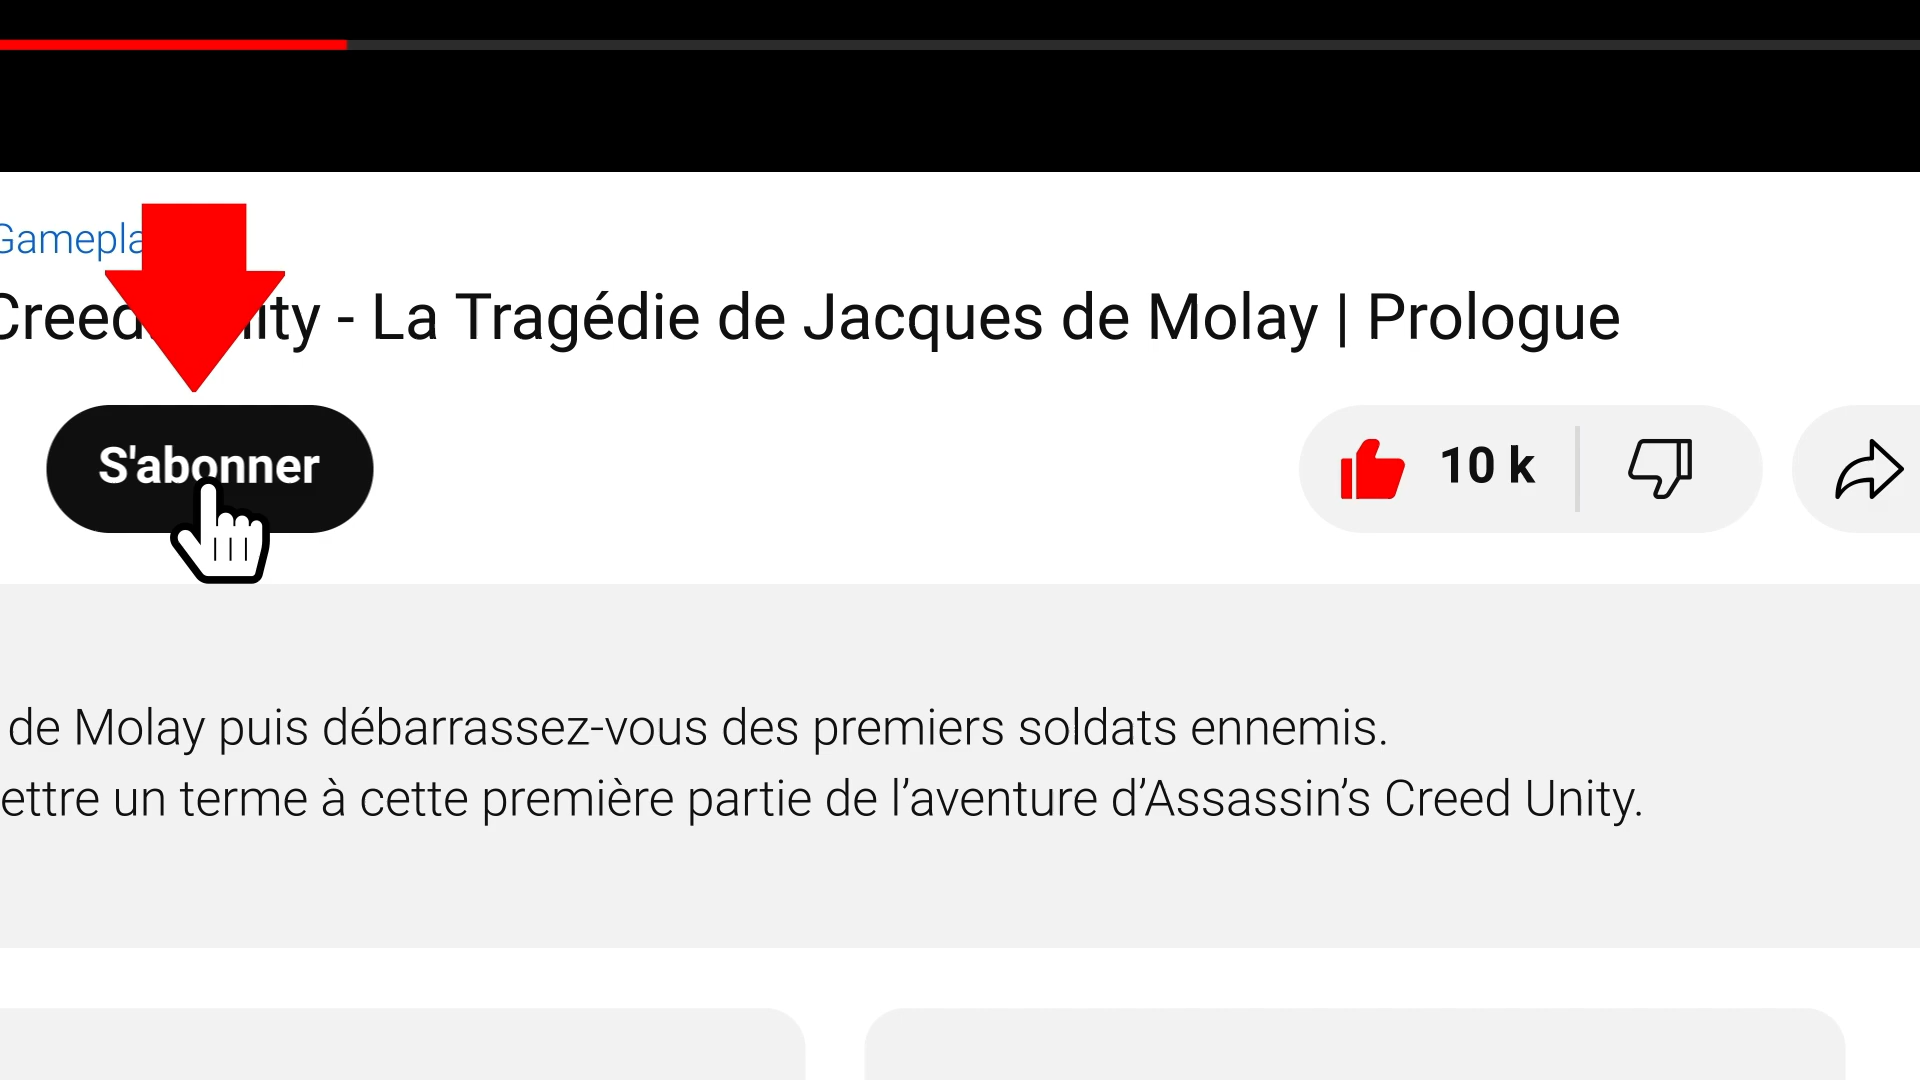 Gamepla
Creed ity - La Tragédie de Jacques de Molay | Prologue
S'abonner
10 k
de Molay puis débarrassez-vous des premiers soldats ennemis.
ettre un terme à cette première partie de l’aventure d’Assassin’s Creed Unity.